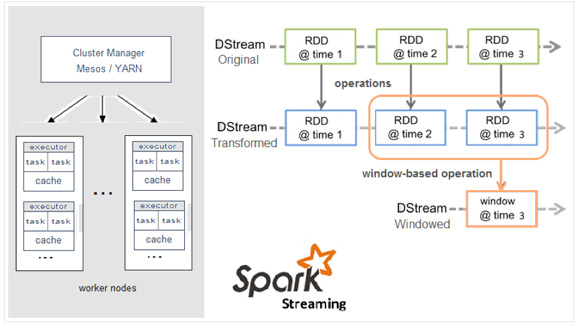 Cluster Manager
Mesos / YARN
executor
task task
cache
executor
task task
cache
...
...
executor
task task
cache
executor
task task
cache
...
worker nodes
DStream
Original
RDD
@ time 1
RDD
@ time 2
RDD
@ time 3
operations
DStream
Transformed
RDD
@ time 1
RDD
@ time 2
RDD
@ time 3
window-based operation
DStream
Windowed
window
@ time 3
Spark
Streaming